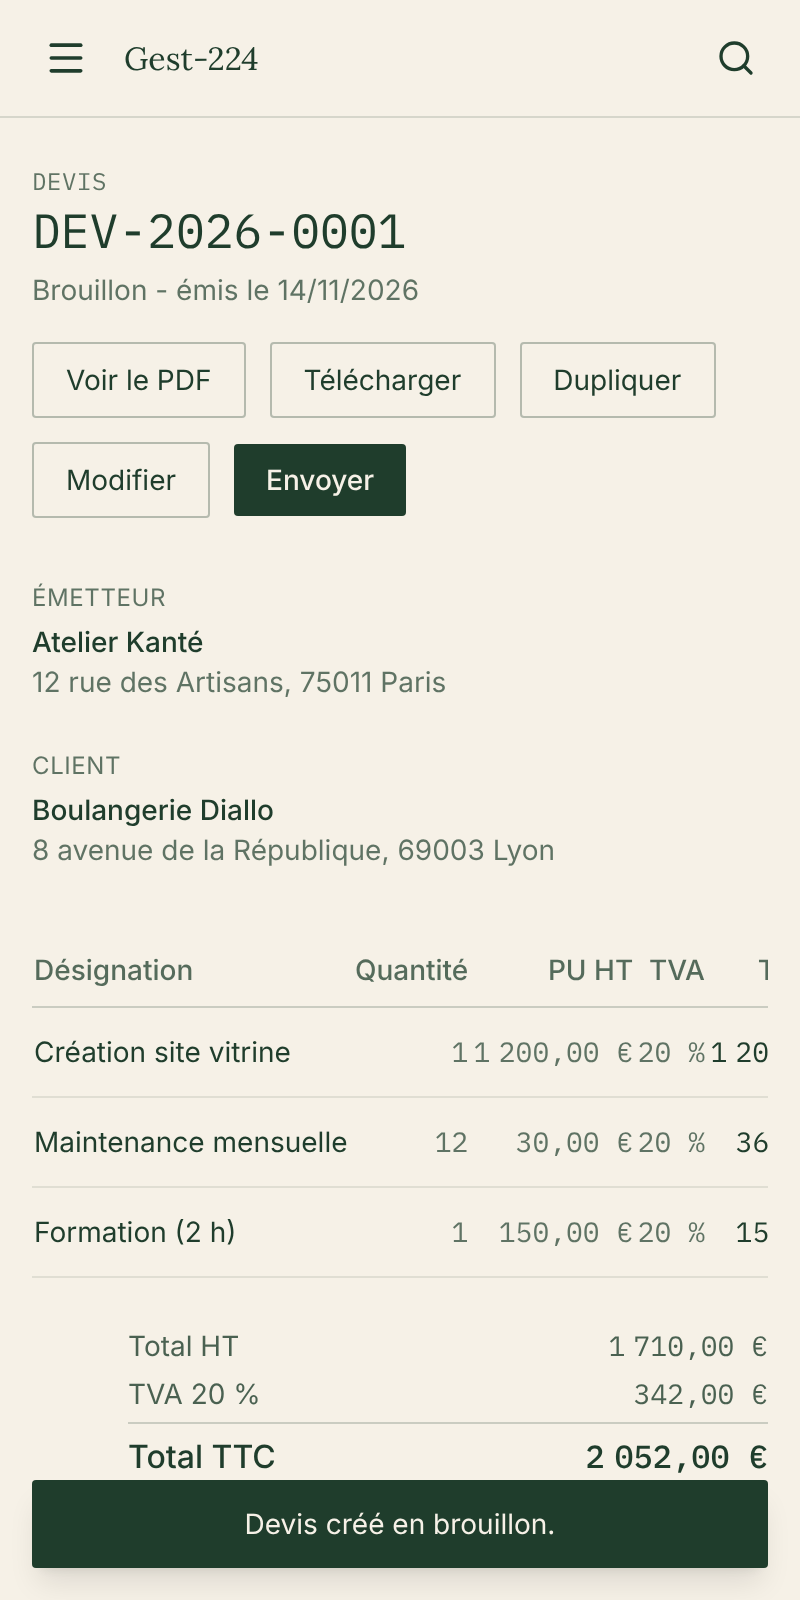 Gest-224
DEVIS
DEV-2026-0001
Brouillon - émis le 14/11/2026
Voir le PDF Télécharger Dupliquer
Modifier Envoyer
ÉMETTEUR
Atelier Kanté
12 rue des Artisans, 75011 Paris
CLIENT
Boulangerie Diallo
8 avenue de la République, 69003 Lyon
Désignation Quantité PU HT TVA
Création site vitrine 1 1 200,00 € 20 % 1 20
Maintenance mensuelle 12 30,00 € 20 % 36
Formation (2 h) 1 150,00 € 20 % 15
Total HT 1 710,00 €
TVA 20 % 342,00 €
Total TTC 2 052,00 €
Devis créé en brouillon.